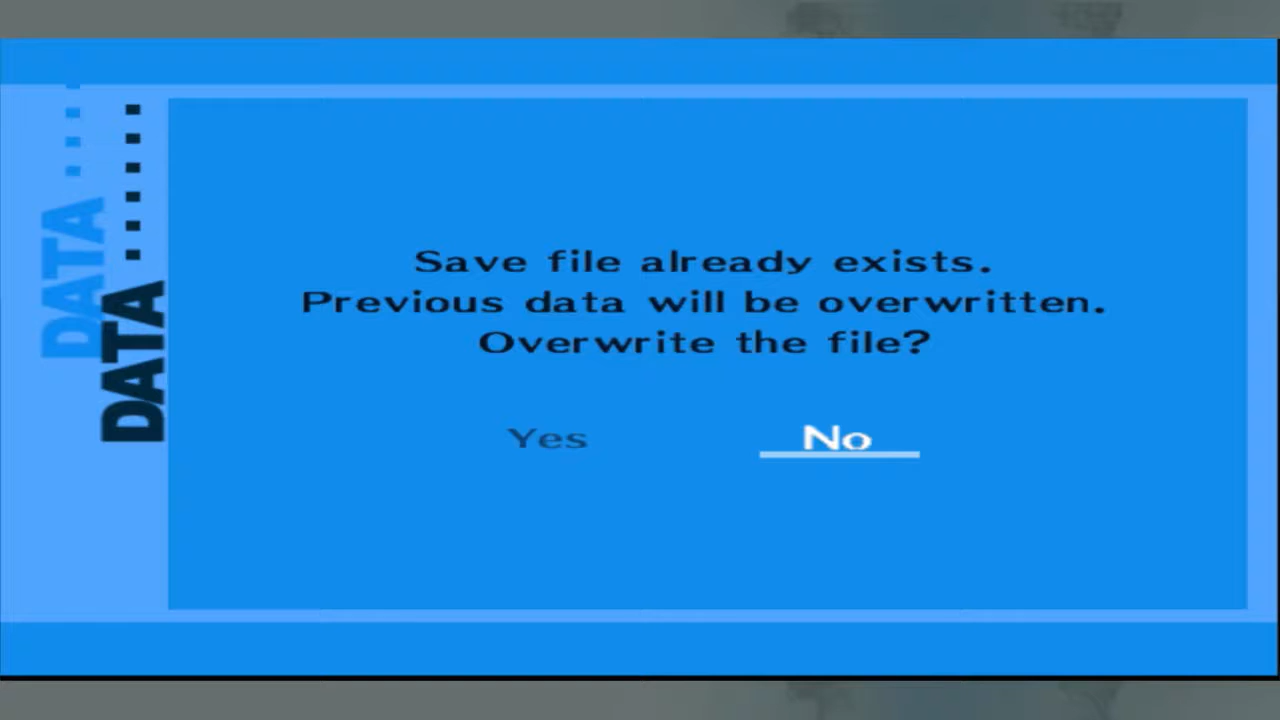 DATA
DATA
Save file already exists.
Previous data will be overwritten.
Overwrite the file?
Yes No